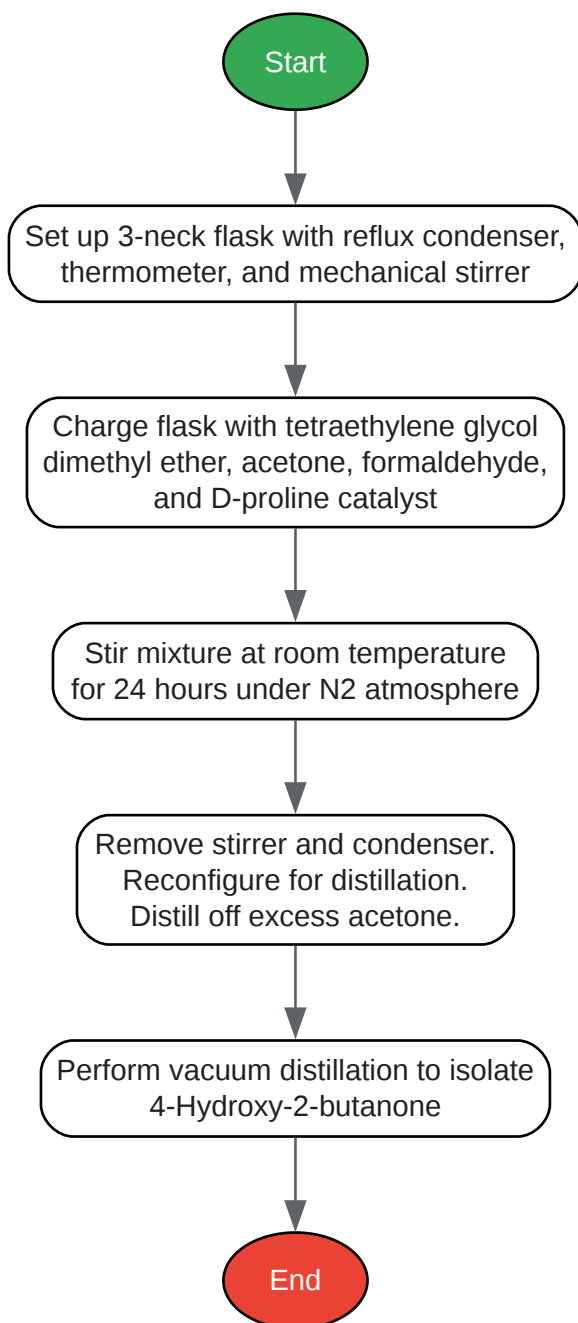 Start
Set up 3-neck flask with reflux condenser,
thermometer, and mechanical stirrer
Charge flask with tetraethylene glycol
dimethyl ether, acetone, formaldehyde,
and D-proline catalyst
Stir mixture at room temperature
for 24 hours under N2 atmosphere
Remove stirrer and condenser.
Reconfigure for distillation.
Distill off excess acetone.
Perform vacuum distillation to isolate
4-Hydroxy-2-butanone
End